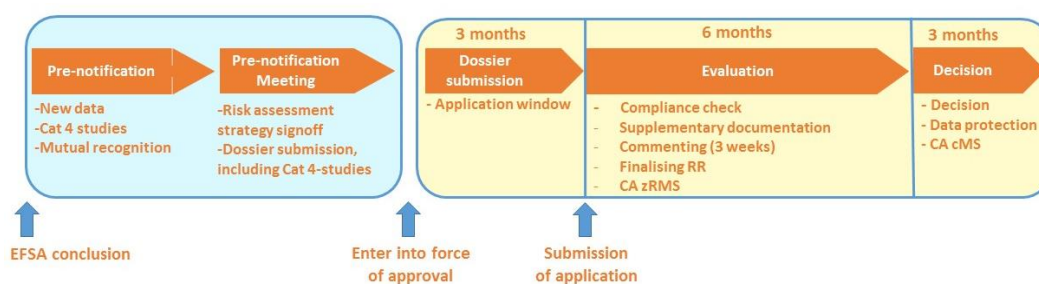 Pre-notification
-New data
-Cat 4 studies
-Mutual recognition
Pre-notification
Meeting
-Risk assessment
strategy signoff
-Dossier submission,
including Cat 4-studies
3 months
Dossier
submission
- Application window
6 months
Evaluation
- Compliance check
- Supplementary documentation
- Commenting (3 weeks)
- Finalising RR
- CA zRMS
3 months
Decision
- Decision
- Data protection
- CA cMS
EFSA conclusion
Enter into force
of approval
Submission
of application